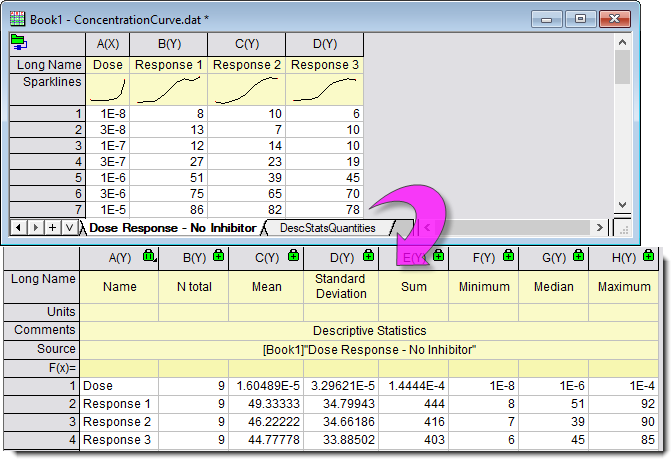 Book1 - ConcentrationCurve.dat *
A(X) B(Y) C(Y) D(Y)
Long Name Dose Response 1 Response 2 Response 3
Sparklines
1 1E-8 8 10 6
2 3E-8 13 7 10
3 1E-7 12 14 10
4 3E-7 27 23 19
5 1E-6 51 39 45
6 3E-6 75 65 70
7 1E-5 86 82 78
Dose Response - No Inhibitor DescStatsQuantities
A(Y) B(Y) C(Y) D(Y) E(Y) F(Y) G(Y) H(Y)
Long Name Name N total Mean Standard Deviation Sum Minimum Median Maximum
Units
Comments Descriptive Statistics
Source [Book1]"Dose Response - No Inhibitor"
F(x)=
1 Dose 9 1.60489E-5 3.29621E-5 1.4444E-4 1E-8 1E-6 1E-4
2 Response 1 9 49.33333 34.79943 444 8 51 92
3 Response 2 9 46.22222 34.66186 416 7 39 90
4 Response 3 9 44.77778 33.88502 403 6 45 85